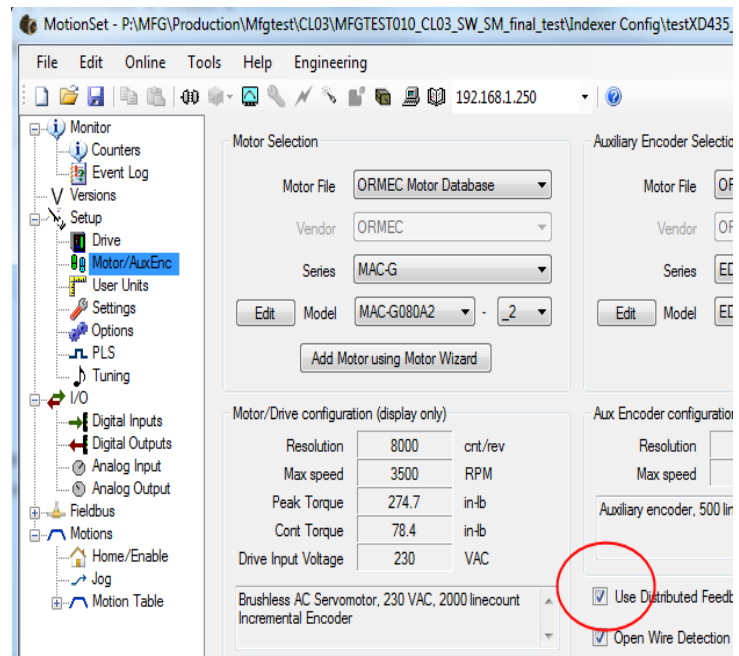 MotionSet - P:\MFG\Production\Mfgtest\CL03\MFGTEST010_CL03_SW_SM_final_test\Indexer Config\testXD435_
File Edit Online Tools Help Engineering
192.168.1.250
Monitor
Counters
Event Log
Versions
Setup
Drive
Motor/AuxEnc
User Units
Settings
Options
PLS
Tuning
I/O
Digital Inputs
Digital Outputs
Analog Input
Analog Output
Fieldbus
Motions
Home/Enable
Jog
Motion Table
Motor Selection
Motor File ORMEC Motor Database
Vendor ORMEC
Series MAC-G
Edit Model MAC-G080A2 - _2
Add Motor using Motor Wizard
Motor/Drive configuration (display only)
Resolution 8000 cnt/rev
Max speed 3500 RPM
Peak Torque 274.7 in-lb
Cont Torque 78.4 in-lb
Drive Input Voltage 230 VAC
Brushless AC Servomotor, 230 VAC, 2000 linecount
Incremental Encoder
Auxiliary Encoder Selectio
Motor File OR
Vendor OR
Series ED
Edit Model ED
Aux Encoder configuration
Resolution
Max speed
Auxiliary encoder, 500 lin
Use Distributed Feedb
Open Wire Detection